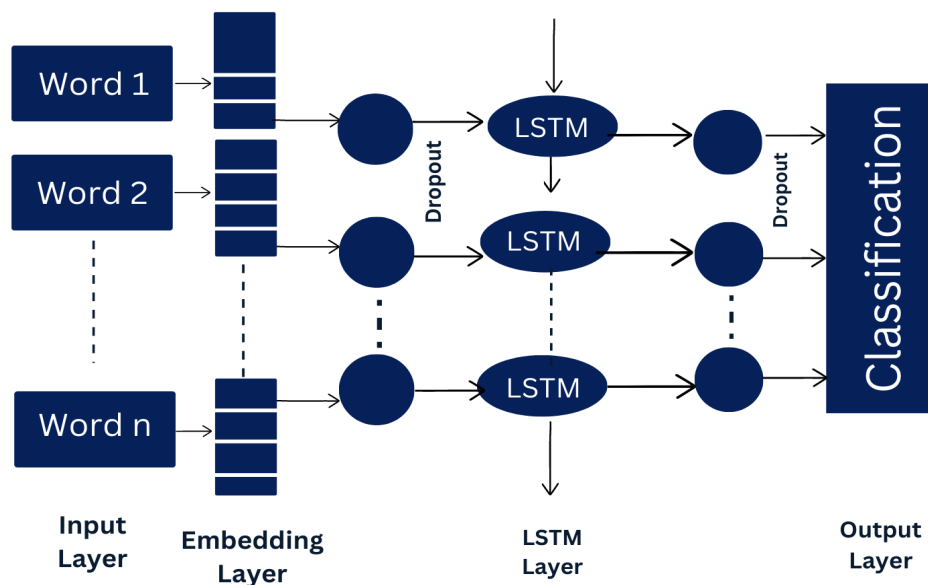 Word 1
Word 2
Word n
Dropout
LSTM
LSTM
LSTM
Dropout
Classification
Input
Layer
Embedding
Layer
LSTM
Layer
Output
Layer